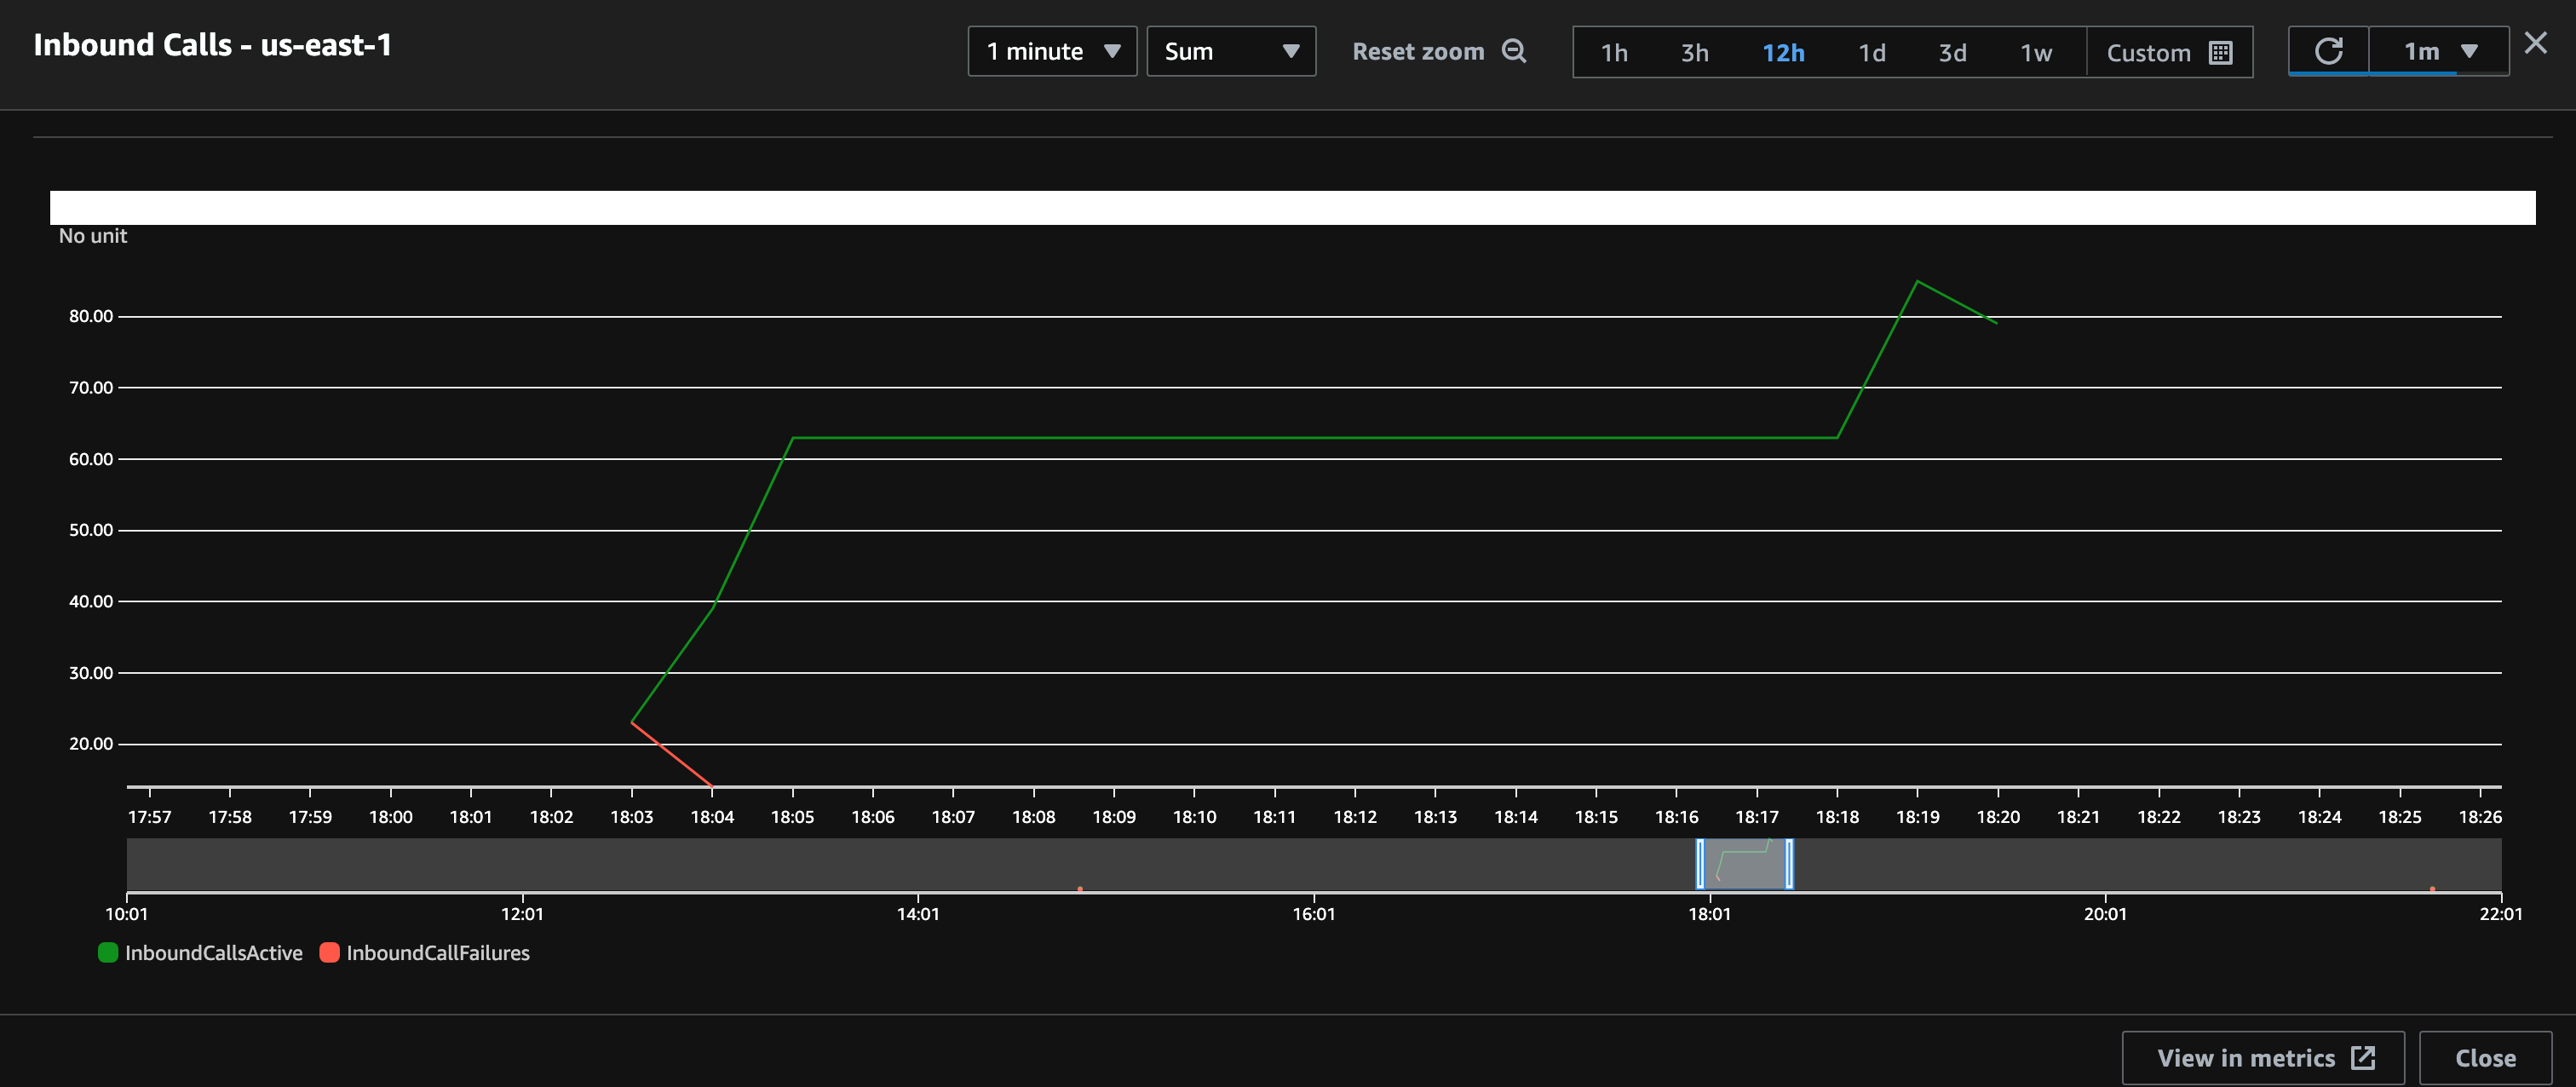 Inbound Calls - us-east-1
1 minute Sum Reset zoom 1h 3h 12h 1d 3d 1w Custom 1m
No unit
80.00
70.00
60.00
50.00
40.00
30.00
20.00
17:57 17:58 17:59 18:00 18:01 18:02 18:03 18:04 18:05 18:06 18:07 18:08 18:09 18:10 18:11 18:12 18:13 18:14 18:15 18:16 18:17 18:18 18:19 18:20 18:21 18:22 18:23 18:24 18:25 18:26
10:01 12:01 14:01 16:01 18:01 20:01 22:01
InboundCallsActive InboundCallFailures
View in metrics Close